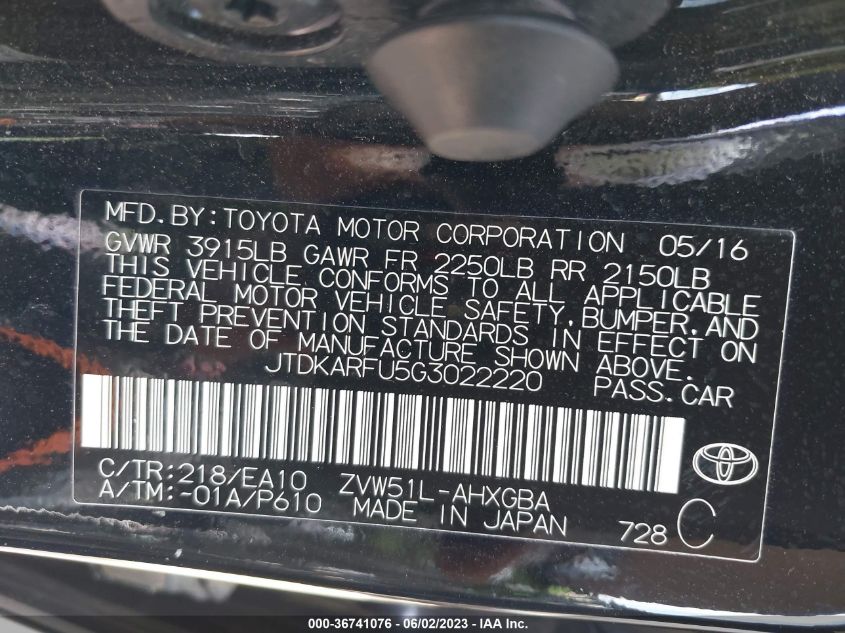 MFD.BY:TOYOTA MOTOR CORPORATION 05/16
GVWR 3915LB GAWR FR 2250LB RR 2150LB
THIS VEHICLE CONFORMS TO ALL APPLICABLE
FEDERAL MOTOR VEHICLE SAFETY,BUMPER,AND
THEFT PREVENTION STANDARDS IN EFFECT ON
THE DATE OF MANUFACTURE SHOWN ABOVE.
JTDKARFU5G3022220 PASS.CAR
C/TR:218/EA10 ZVW51L-AHXGBA
A/TM:-01A/P610 MADE IN JAPAN 728 C
000-36741076 - 06/02/2023 - IAA Inc.